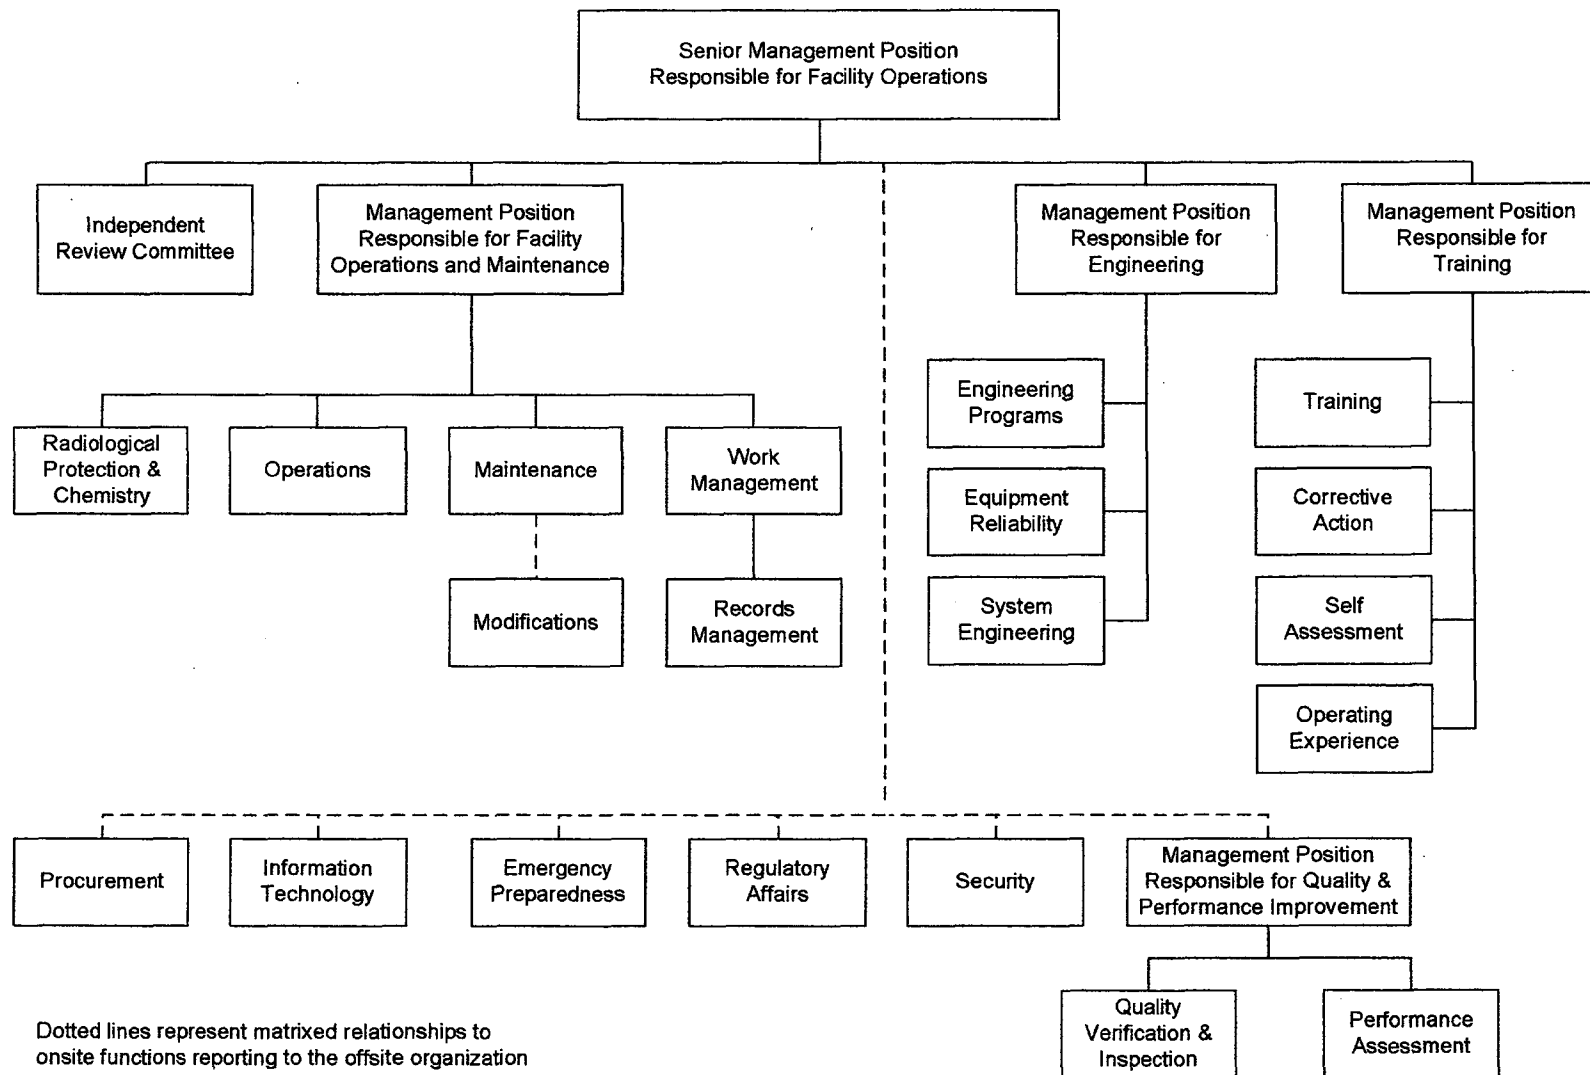 Senior Management Position
Responsible for Facility Operations
Independent
Review Committee
Management Position
Responsible for Facility
Operations and Maintenance
Management Position
Responsible for
Engineering
Management Position
Responsible for
Training
Radiological
Protection &
Chemistry
Operations
Maintenance
Work
Management
Modifications
Records
Management
Engineering
Programs
Equipment
Reliability
System
Engineering
Training
Corrective
Action
Self
Assessment
Operating
Experience
Procurement
Information
Technology
Emergency
Preparedness
Regulatory
Affairs
Security
Management Position
Responsible for Quality &
Performance Improvement
Quality
Verification &
Inspection
Performance
Assessment
Dotted lines represent matrixed relationships to
onsite functions reporting to the offsite organization